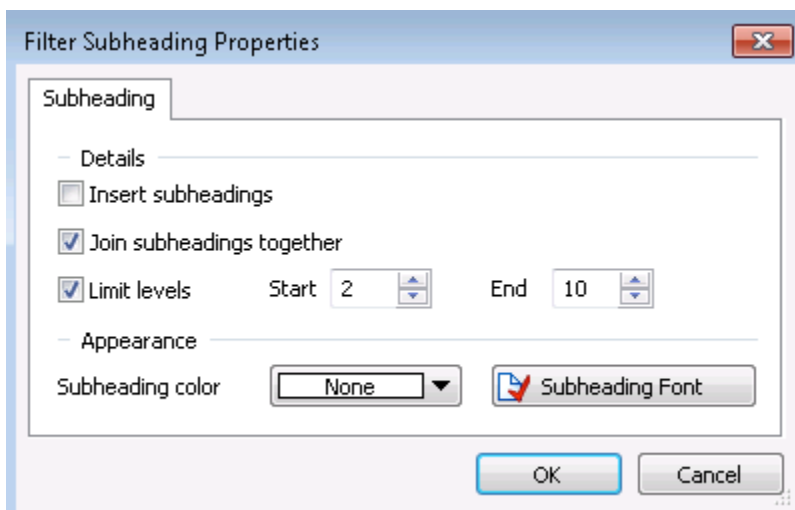 Filter Subheading Properties
Subheading
Details
Insert subheadings
Join subheadings together
Limit levels Start 2 End 10
Appearance
Subheading color None Subheading Font
OK Cancel